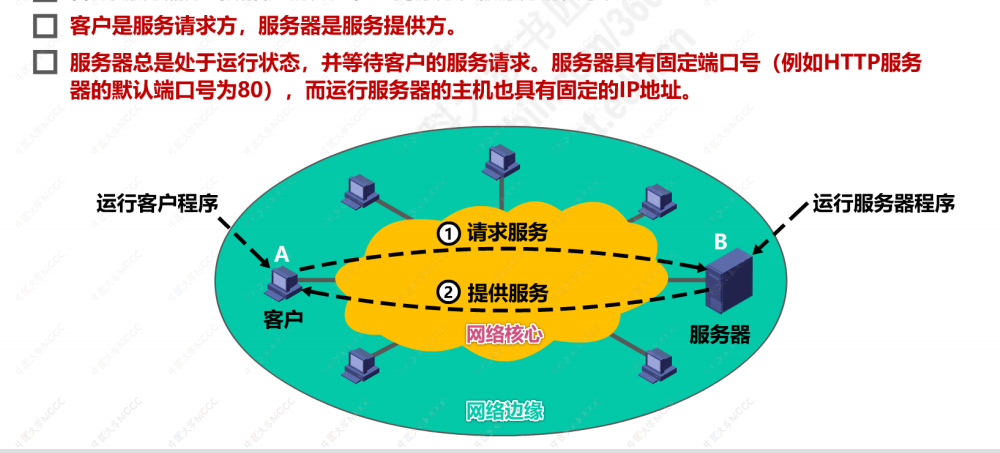 客户是服务请求方，服务器是服务提供方。
服务器总是处于运行状态，并等待客户的服务请求。服务器具有固定端口号（例如HTTP服务
器的默认端口号为80），而运行服务器的主机也具有固定的IP地址。
运行客户程序
运行服务器程序
① 请求服务
A
B
② 提供服务
客户
网络核心
服务器
网络边缘